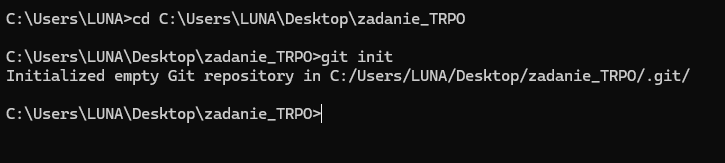 C:\Users\LUNA>cd C:\Users\LUNA\Desktop\zadanie_TRPO
C:\Users\LUNA\Desktop\zadanie_TRPO>git init
Initialized empty Git repository in C:/Users/LUNA/Desktop/zadanie_TRPO/.git/
C:\Users\LUNA\Desktop\zadanie_TRPO>